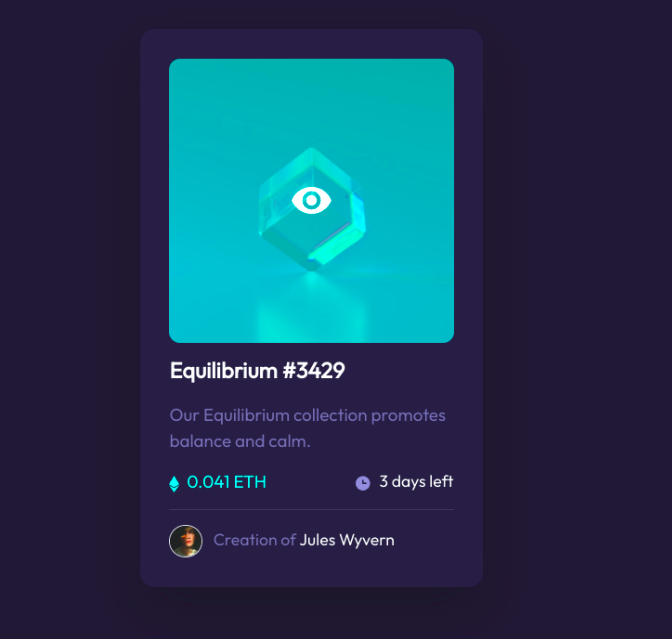 Equilibrium #3429
Our Equilibrium collection promotes
balance and calm.
0.041 ETH 3 days left
Creation of Jules Wyvern